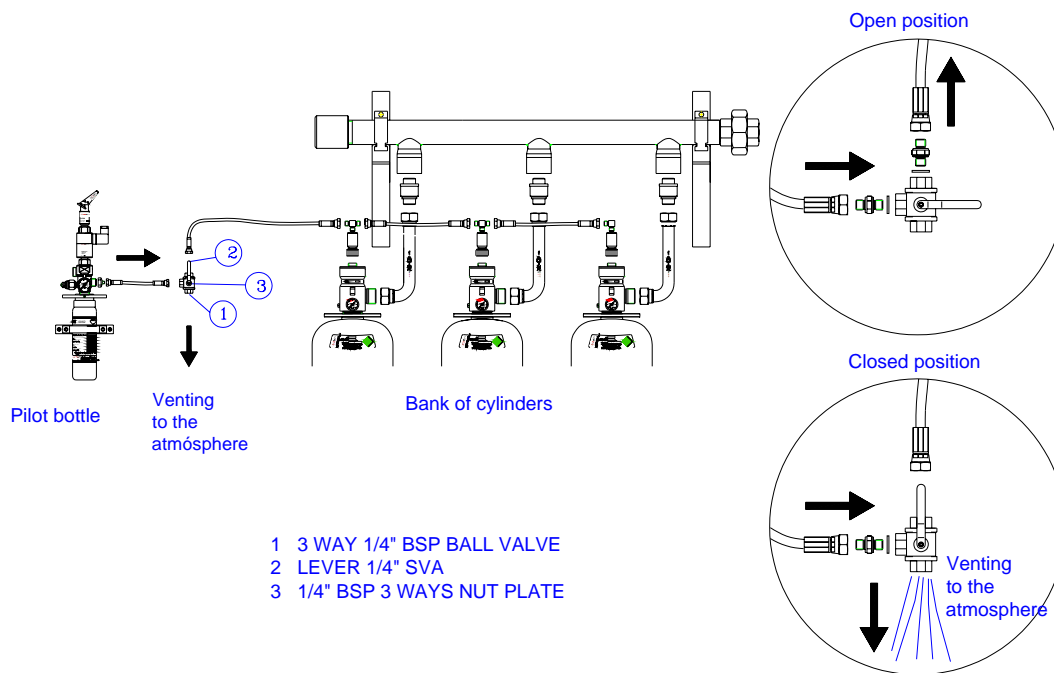 Open position
2
3
1
Pilot bottle
Venting
to the
atmósphere
Bank of cylinders
Closed position
Venting
to the
atmosphere
1 3 WAY 1/4" BSP BALL VALVE
2 LEVER 1/4" SVA
3 1/4" BSP 3 WAYS NUT PLATE